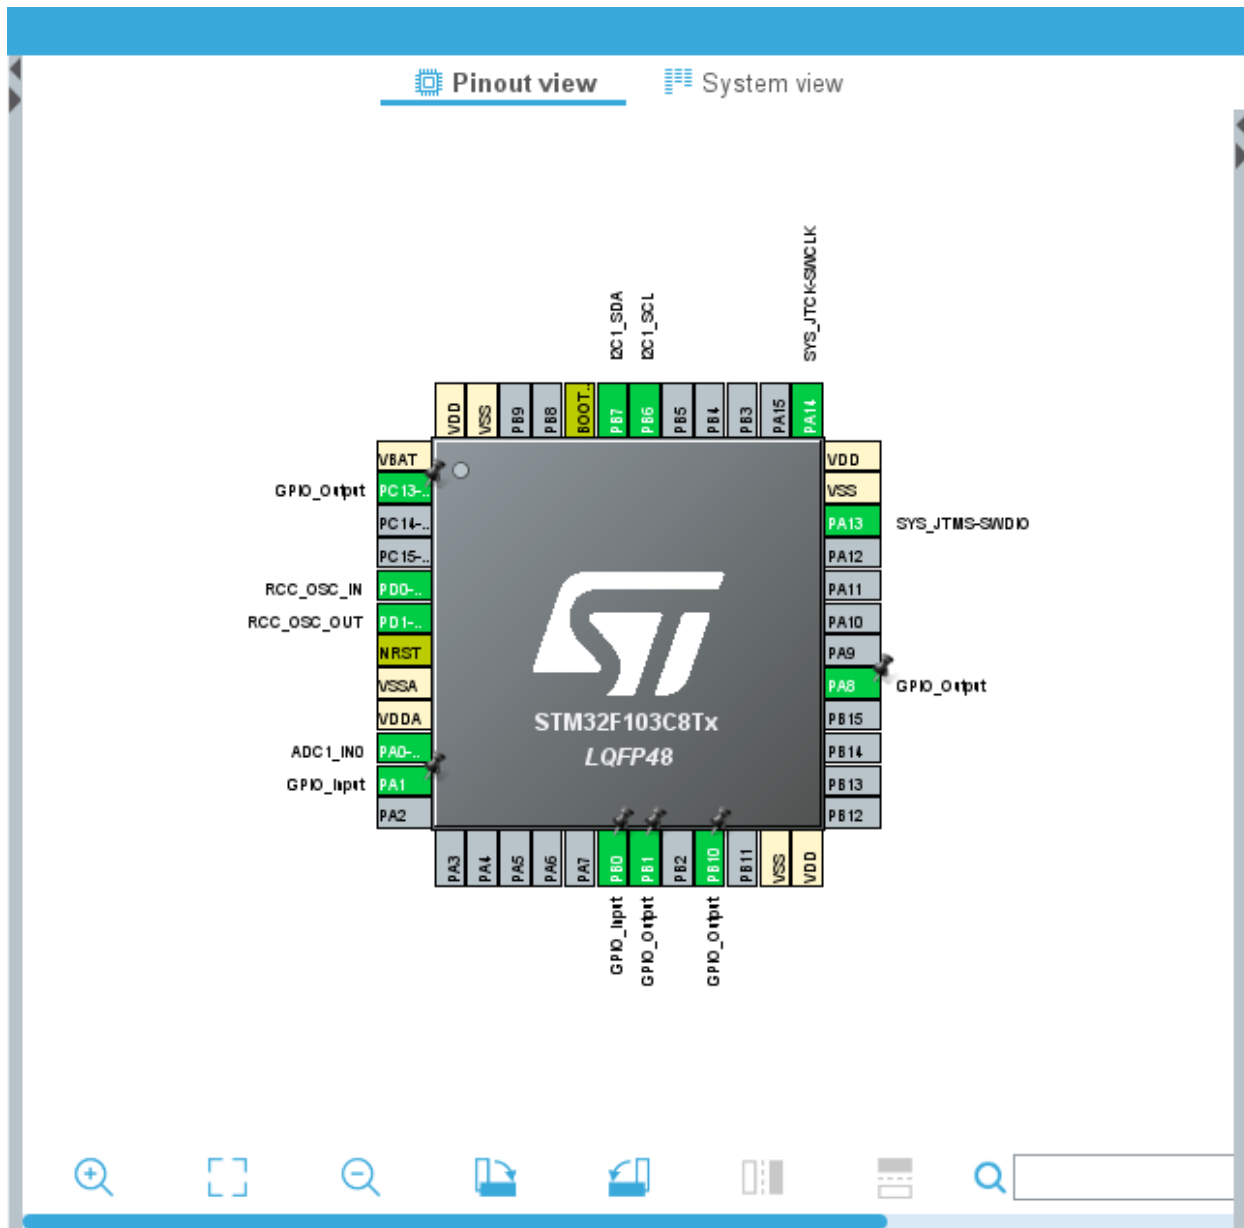 Pinout view
System view
SYS_JTCK-SWCLK
I2C1_SDA
I2C1_SCL
VDD
VSS
PB9
PB8
BOOT..
PB7
PB6
PB5
PB4
PB3
PA15
PA14
VBAT
GPIO_Output
PC13-..
PC14-..
PC15-..
RCC_OSC_IN
PD0-..
RCC_OSC_OUT
PD1-..
NRST
VSSA
VDDA
ADC1_IN0
PA0-..
GPIO_Input
PA1
PA2
STM32F103C8Tx
LQFP48
VDD
VSS
PA13
SYS_JTMS-SWDIO
PA12
PA11
PA10
PA9
PA8
GPIO_Output
PB15
PB14
PB13
PB12
PA3
PA4
PA5
PA6
PA7
PB0
PB1
PB2
PB10
PB11
VSS
VDD
GPIO_Input
GPIO_Output
GPIO_Output